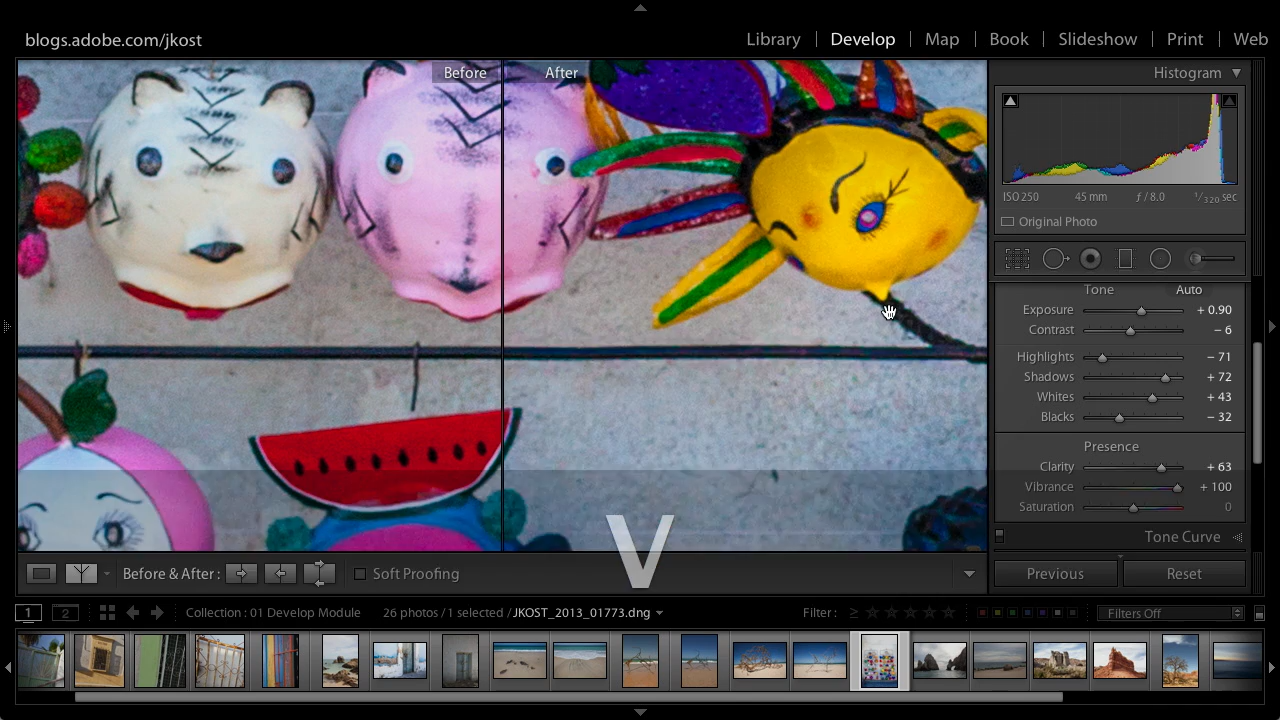 blogs.adobe.com/jkost
Library | Develop | Map | Book | Slideshow | Print | Web
Before After
Histogram
ISO 250 45 mm ƒ / 8.0 1/320 sec
Original Photo
Tone Auto
Exposure + 0.90
Contrast – 6
Highlights – 71
Shadows + 72
Whites + 43
Blacks – 32
Presence
Clarity + 63
Vibrance + 100
Saturation 0
Tone Curve
V
Before & After : Soft Proofing
Previous Reset
1 2 Collection : 01 Develop Module 26 photos / 1 selected / JKOST_2013_01773.dng Filter : ≥ Filters Off